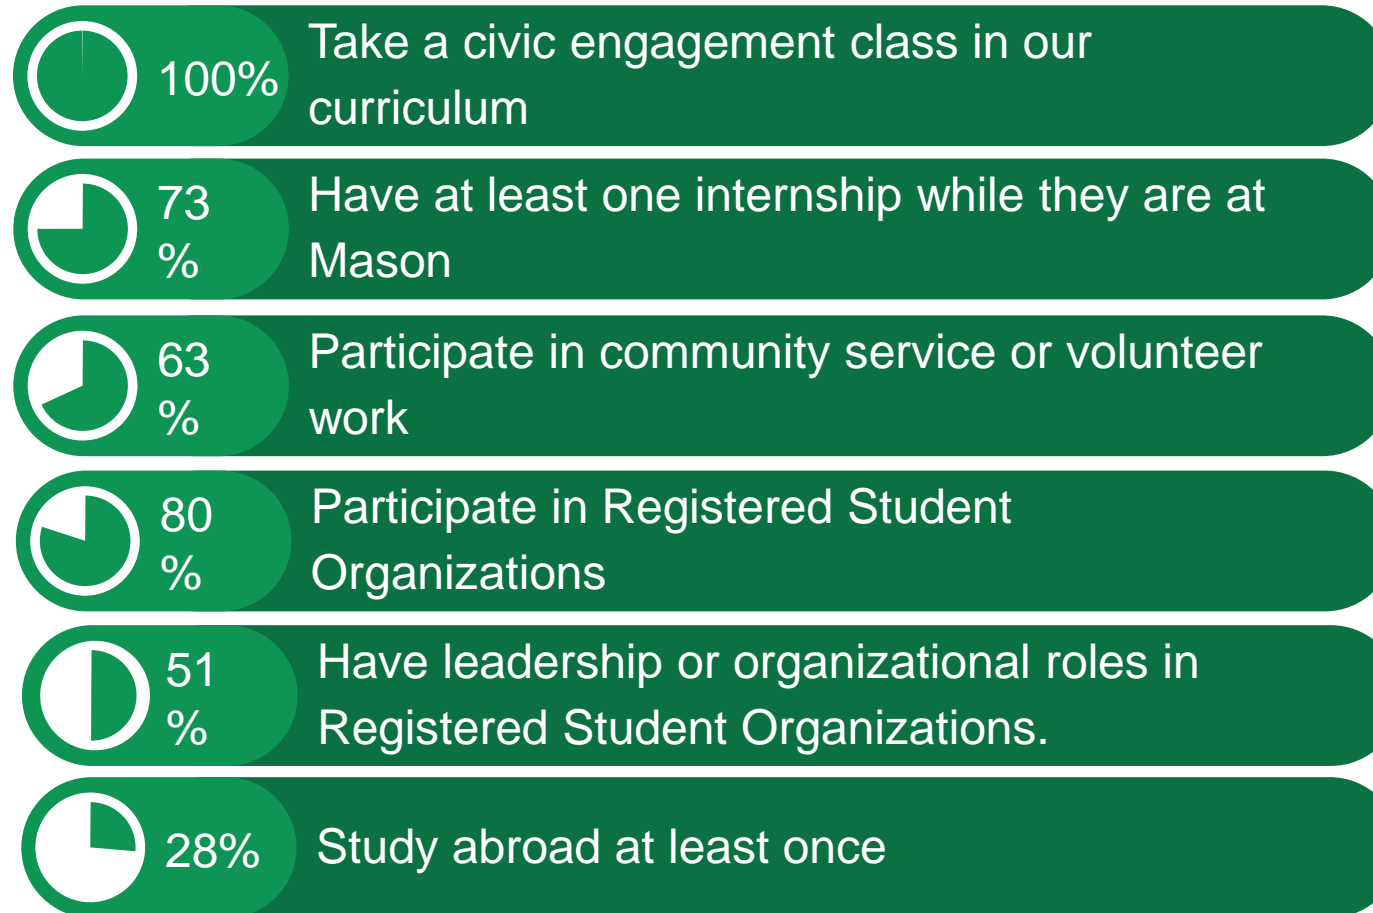 100%
Take a civic engagement class in our
curriculum
73
%
Have at least one internship while they are at
Mason
63
%
Participate in community service or volunteer
work
80
%
Participate in Registered Student
Organizations
51
%
Have leadership or organizational roles in
Registered Student Organizations.
28%
Study abroad at least once